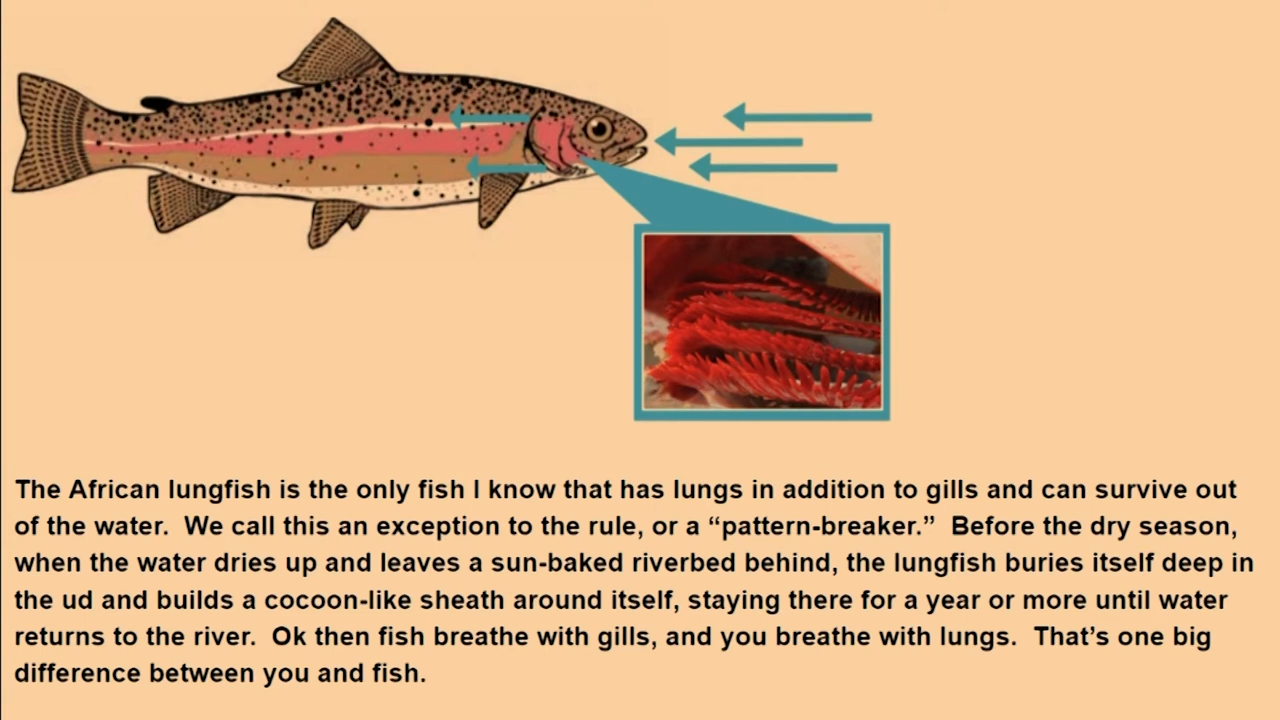 The African lungfish is the only fish I know that has lungs in addition to gills and can survive out
of the water.  We call this an exception to the rule, or a “pattern-breaker.”  Before the dry season,
when the water dries up and leaves a sun-baked riverbed behind, the lungfish buries itself deep in
the ud and builds a cocoon-like sheath around itself, staying there for a year or more until water
returns to the river.  Ok then fish breathe with gills, and you breathe with lungs.  That’s one big
difference between you and fish.